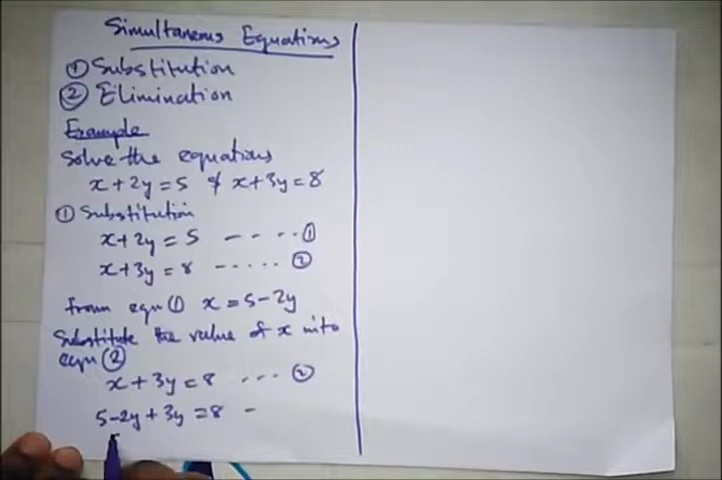 Simultaneous Equations
① Substitution
② Elimination
Example
Solve the equations
x + 2y = 5 & x + 3y = 8
① Substitution
x + 2y = 5 - - - . . . ①
x + 3y = 8 - . . . . . ②
from eqn ① x = 5 - 2y
Substitute the value of x into
eqn ②
x + 3y = 8 . . . ②
5 - 2y + 3y = 8 -